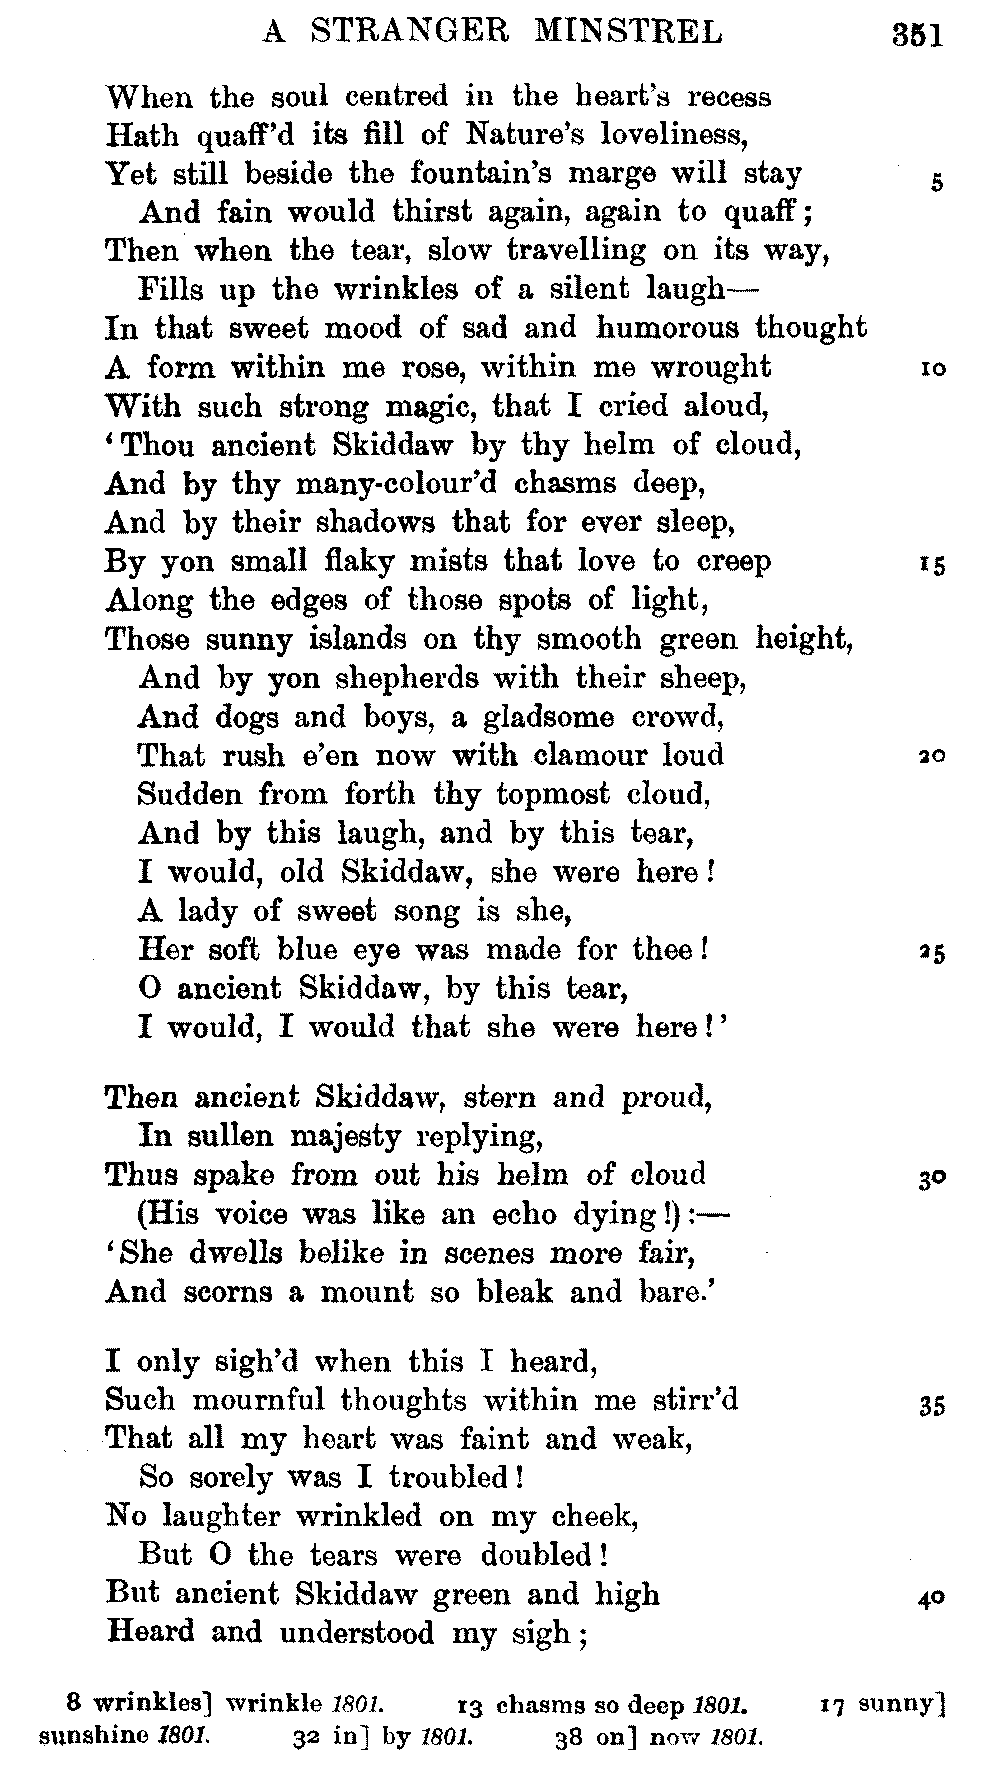 A STRANGER MINSTREL 351
When the soul centred in the heart's recess
Hath quaff'd its fill of Nature's loveliness,
Yet still beside the fountain's marge will stay 5
And fain would thirst again, again to quaff;
Then when the tear, slow travelling on its way,
Fills up the wrinkles of a silent laugh—
In that sweet mood of sad and humorous thought
A form within me rose, within me wrought 10
With such strong magic, that I cried aloud,
'Thou ancient Skiddaw by thy helm of cloud,
And by thy many-colour'd chasms deep,
And by their shadows that for ever sleep,
By yon small flaky mists that love to creep 15
Along the edges of those spots of light,
Those sunny islands on thy smooth green height,
And by yon shepherds with their sheep,
And dogs and boys, a gladsome crowd,
That rush e'en now with clamour loud 20
Sudden from forth thy topmost cloud,
And by this laugh, and by this tear,
I would, old Skiddaw, she were here!
A lady of sweet song is she,
Her soft blue eye was made for thee! 25
O ancient Skiddaw, by this tear,
I would, I would that she were here!'
Then ancient Skiddaw, stern and proud,
In sullen majesty replying,
Thus spake from out his helm of cloud 30
(His voice was like an echo dying!):—
'She dwells belike in scenes more fair,
And scorns a mount so bleak and bare.'
I only sigh'd when this I heard,
Such mournful thoughts within me stirr'd 35
That all my heart was faint and weak,
So sorely was I troubled!
No laughter wrinkled on my cheek,
But O the tears were doubled!
But ancient Skiddaw green and high 40
Heard and understood my sigh;
8 wrinkles] wrinkle 1801. 13 chasms so deep 1801. 17 sunny]
sunshine 1801. 32 in] by 1801. 38 on] now 1801.